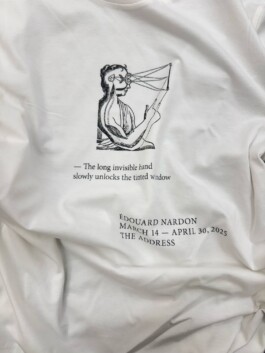 — The long invisible hand
slowly unlocks the tinted window
EDOUARD NARDON
MARCH 14 — APRIL 30, 2025
THE ADDRESS